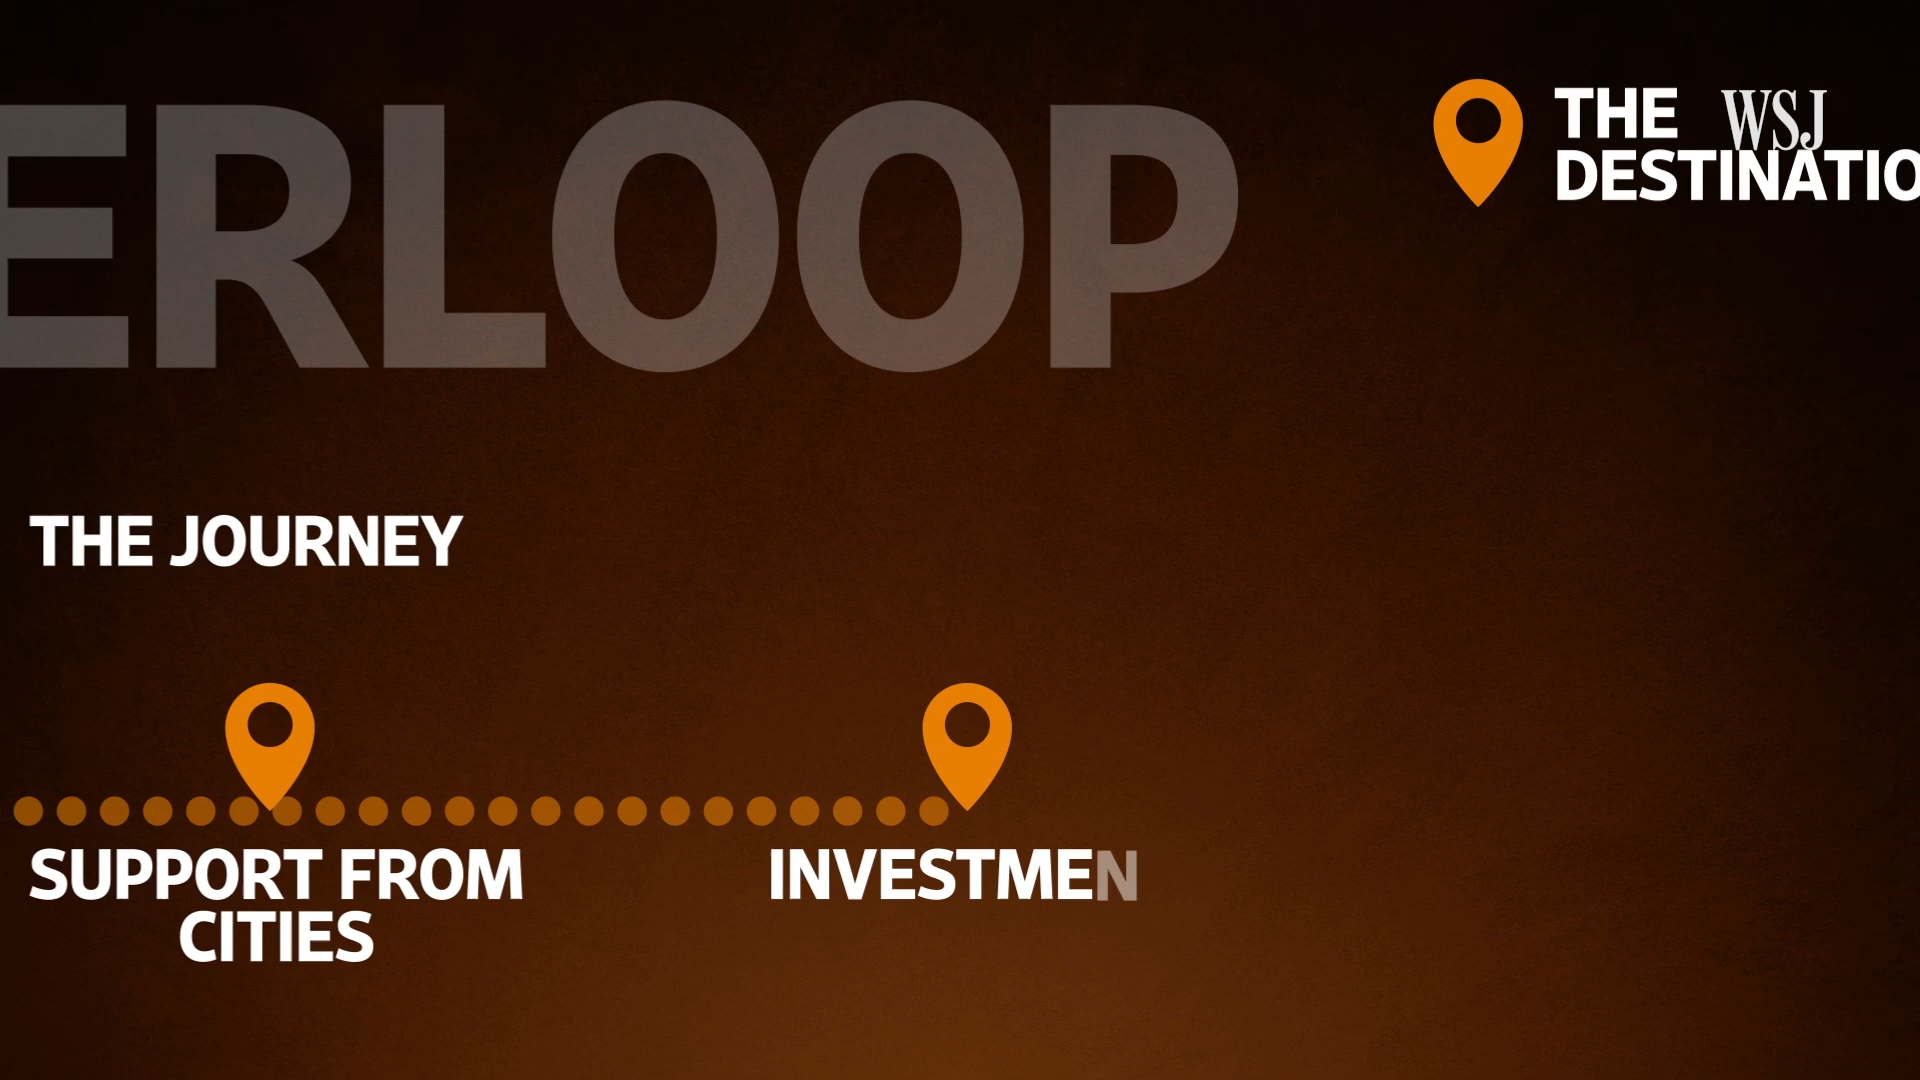 ERLOOP
THE
WSJ
DESTINATIO
THE JOURNEY
SUPPORT FROM
CITIES
INVESTMEN